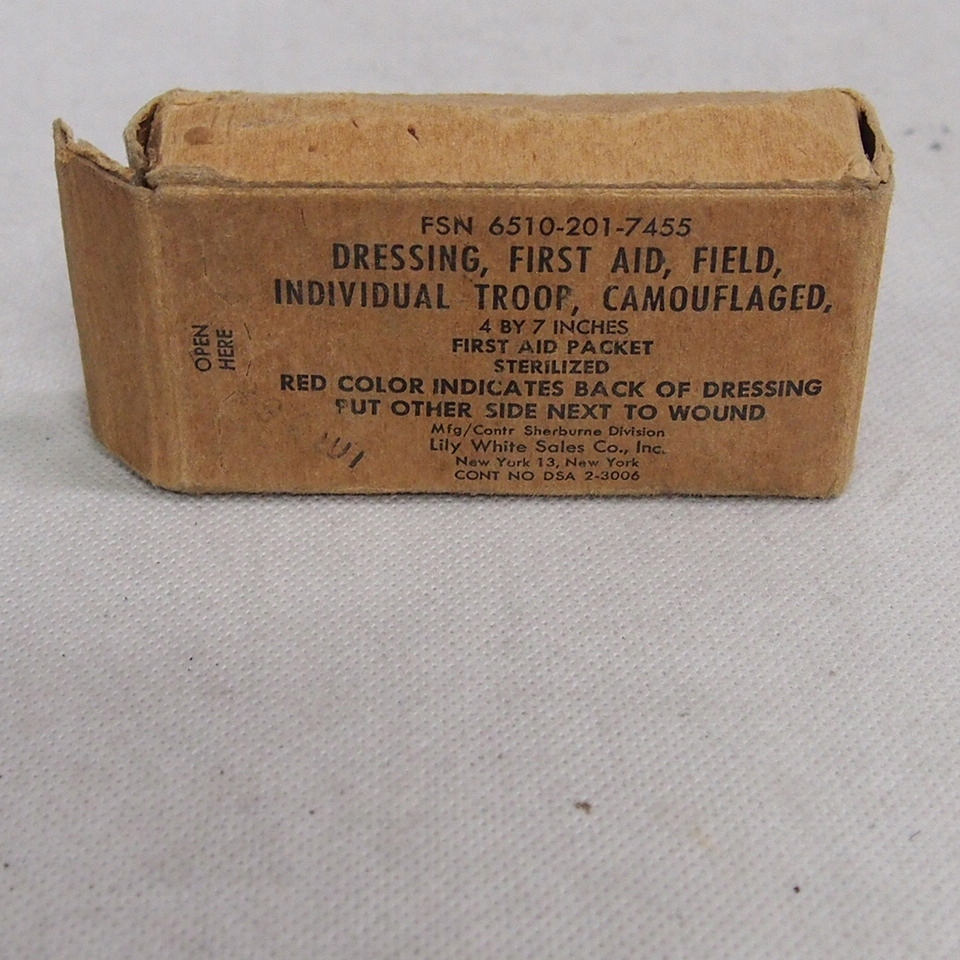 FSN 6510-201-7455
DRESSING, FIRST AID, FIELD,
INDIVIDUAL TROOP, CAMOUFLAGED,
4 BY 7 INCHES
FIRST AID PACKET
STERILIZED
RED COLOR INDICATES BACK OF DRESSING
PUT OTHER SIDE NEXT TO WOUND
Mfg/Contr Sherburne Division
Lily White Sales Co., Inc.
New York 13, New York
CONT NO DSA 2-3006
OPEN
HERE